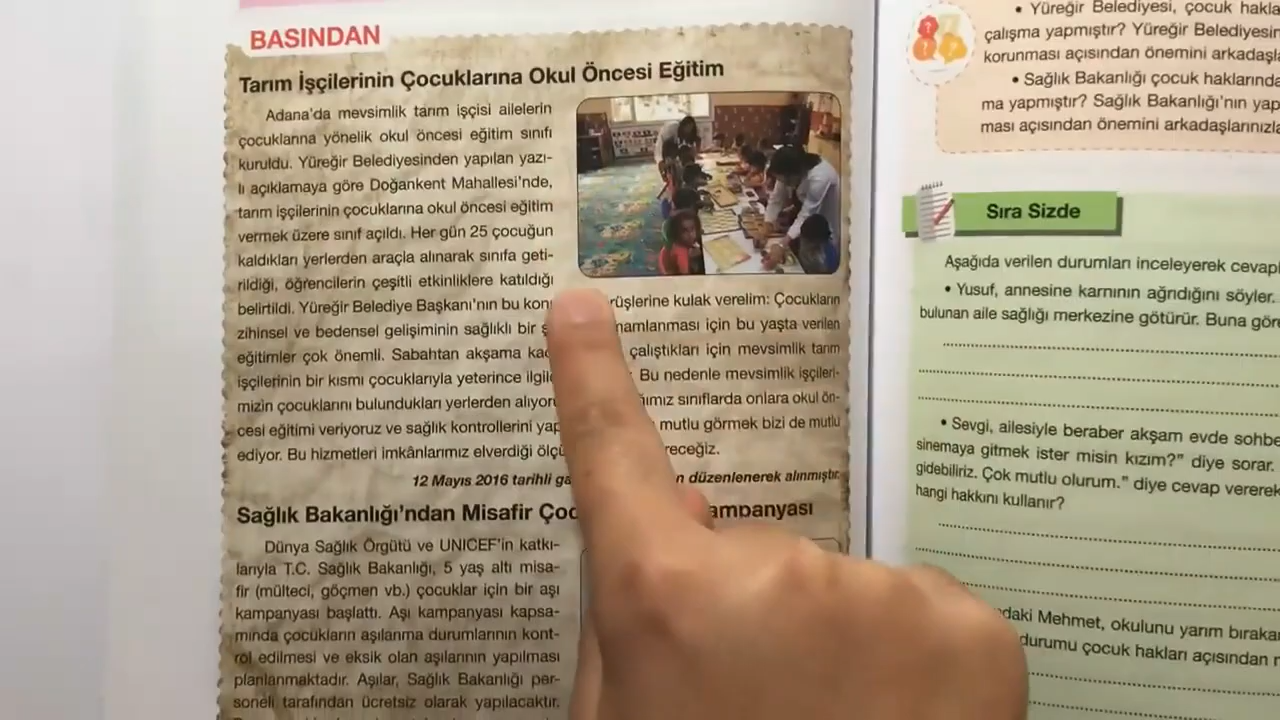 BASINDAN
Tarım İşçilerinin Çocuklarına Okul Öncesi Eğitim
Adana'da mevsimlik tarım işçisi ailelerin
çocuklarına yönelik okul öncesi eğitim sınıfı
kuruldu. Yüreğir Belediyesinden yapılan yazı-
lı açıklamaya göre Doğankent Mahallesi'nde,
tarım işçilerinin çocuklarına okul öncesi eğitim
vermek üzere sınıf açıldı. Her gün 25 çocuğun
kaldıkları yerlerden araçla alınarak sınıfa geti-
rildiği, öğrencilerin çeşitli etkinliklere katıldığı
belirtildi. Yüreğir Belediye Başkanı'nın bu kon rüşlerine kulak verelim: Çocukların
zihinsel ve bedensel gelişiminin sağlıklı bir ş namlanması için bu yaşta verilen
eğitimler çok önemli. Sabahtan akşama kad çalıştıkları için mevsimlik tarım
işçilerinin bir kısmı çocuklarıyla yeterince ilgile Bu nedenle mevsimlik işçileri-
mizin çocuklarını bulundukları yerlerden alıyor ğımız sınıflarda onlara okul ön-
cesi eğitimi veriyoruz ve sağlık kontrollerini yap mutlu görmek bizi de mutlu
ediyor. Bu hizmetleri imkânlarımız elverdiği ölçü receğiz.
12 Mayıs 2016 tarihli ga n düzenlenerek alınmıştır.
Sağlık Bakanlığı'ndan Misafir Çoc ampanyası
Dünya Sağlık Örgütü ve UNICEF'in katkı-
larıyla T.C. Sağlık Bakanlığı, 5 yaş altı misa-
fir (mülteci, göçmen vb.) çocuklar için bir aşı
kampanyası başlattı. Aşı kampanyası kapsa-
mında çocukların aşılanma durumlarının kont-
rol edilmesi ve eksik olan aşılarının yapılması
planlanmaktadır. Aşılar, Sağlık Bakanlığı per-
soneli tarafından ücretsiz olarak yapılacaktır.
• Yüreğir Belediyesi, çocuk hakla
çalışma yapmıştır? Yüreğir Belediyesin
korunması açısından önemini arkadaşla
• Sağlık Bakanlığı çocuk haklarında
ma yapmıştır? Sağlık Bakanlığı'nın yap
ması açısından önemini arkadaşlarınızla
Sıra Sizde
Aşağıda verilen durumları inceleyerek cevapl
• Yusuf, annesine karnının ağrıdığını söyler.
bulunan aile sağlığı merkezine götürür. Buna göre
• Sevgi, ailesiyle beraber akşam evde sohbe
sinemaya gitmek ister misin kızım?" diye sorar.
gidebiliriz. Çok mutlu olurum." diye cevap vererek
hangi hakkını kullanır?
ndaki Mehmet, okulunu yarım bırakar
durumu çocuk hakları açısından n